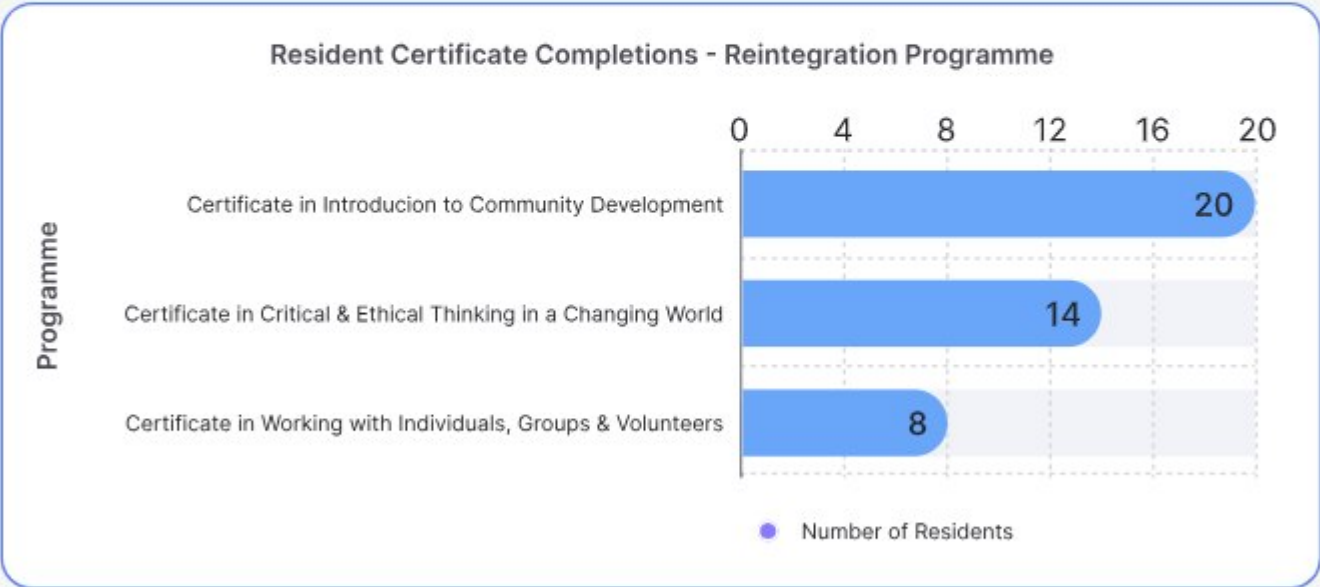 Resident Certificate Completions - Reintegration Programme
0 4 8 12 16 20
Programme
Certificate in Introducion to Community Development
20
Certificate in Critical & Ethical Thinking in a Changing World
14
Certificate in Working with Individuals, Groups & Volunteers
8
Number of Residents